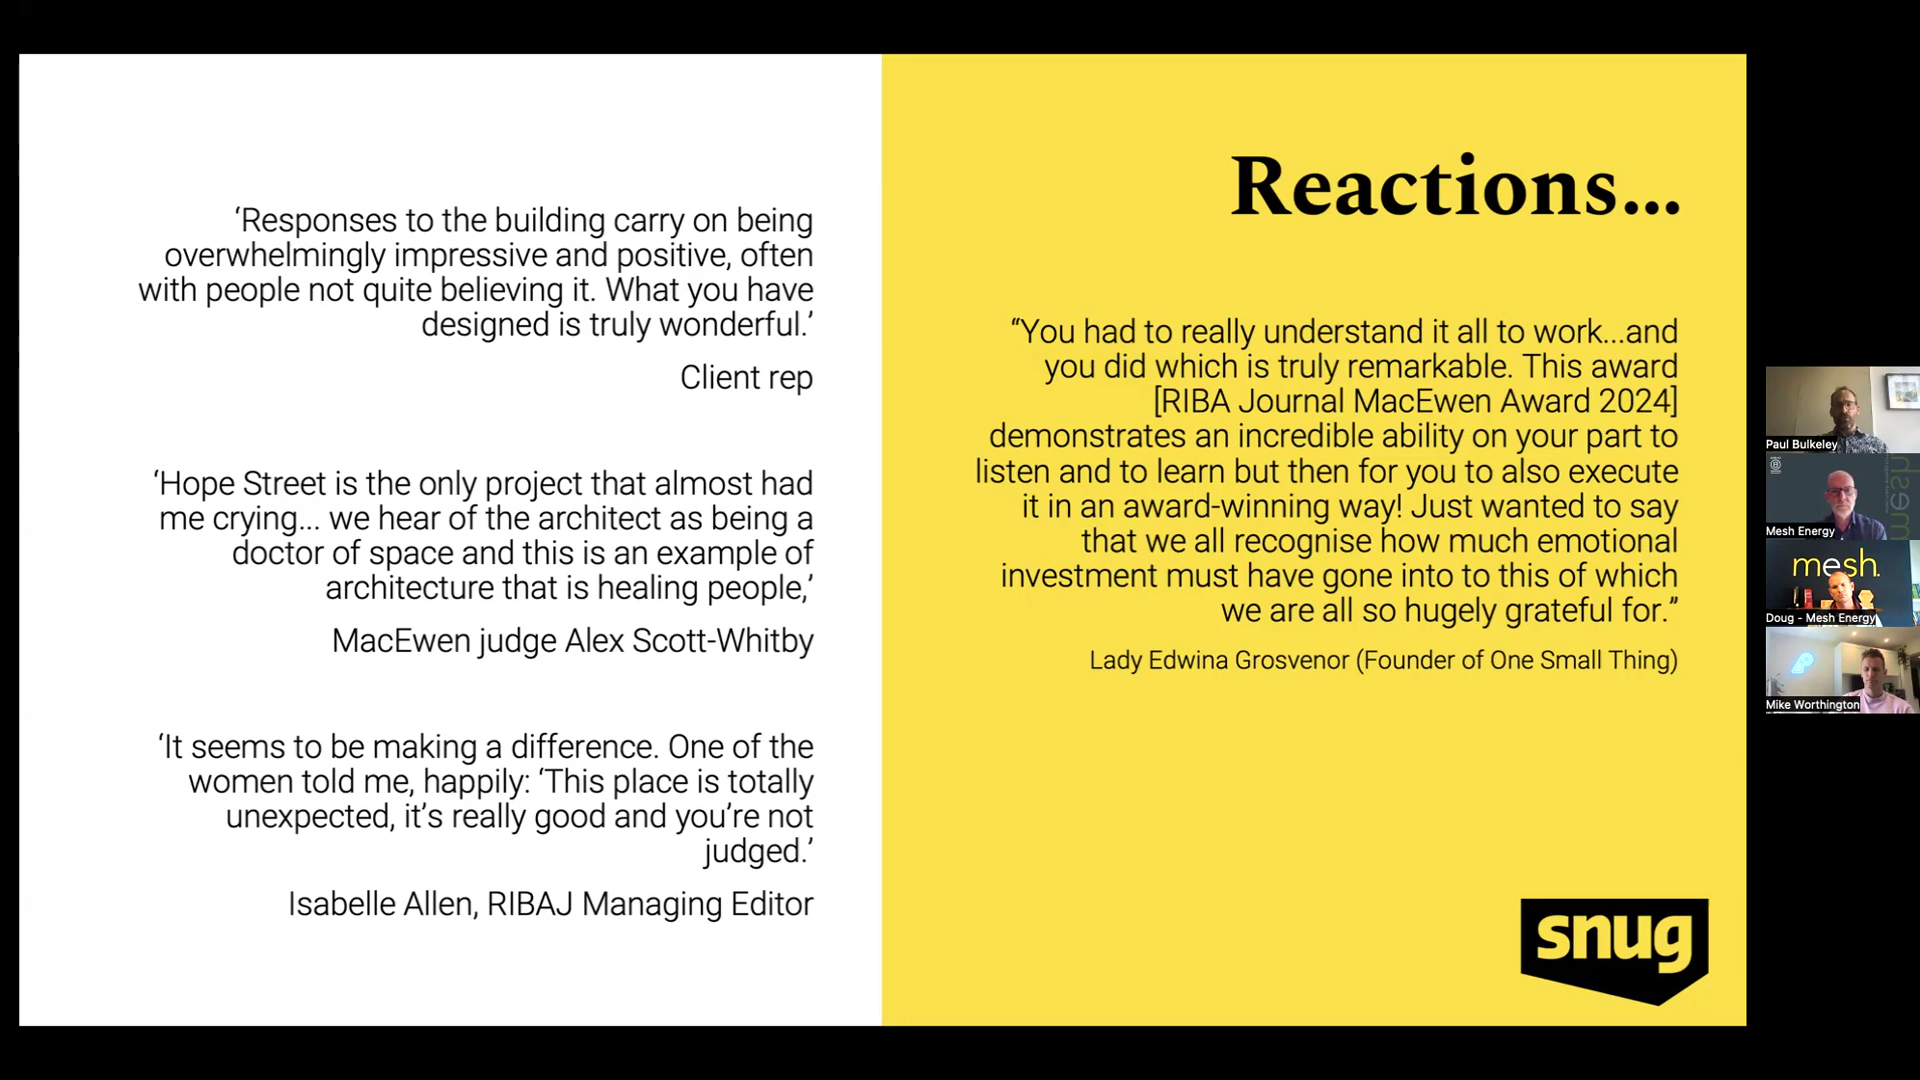 ‘Responses to the building carry on being
overwhelmingly impressive and positive, often
with people not quite believing it. What you have
designed is truly wonderful.’
Client rep
‘Hope Street is the only project that almost had
me crying... we hear of the architect as being a
doctor of space and this is an example of
architecture that is healing people,’
MacEwen judge Alex Scott-Whitby
‘It seems to be making a difference. One of the
women told me, happily: ‘This place is totally
unexpected, it’s really good and you’re not
judged.’
Isabelle Allen, RIBAJ Managing Editor
Reactions...
“You had to really understand it all to work...and
you did which is truly remarkable. This award
[RIBA Journal MacEwen Award 2024]
demonstrates an incredible ability on your part to
listen and to learn but then for you to also execute
it in an award-winning way! Just wanted to say
that we all recognise how much emotional
investment must have gone into to this of which
we are all so hugely grateful for.”
Lady Edwina Grosvenor (Founder of One Small Thing)
snug
Paul Bulkeley
mesh
Mesh Energy
mesh.
Doug - Mesh Energy
Mike Worthington